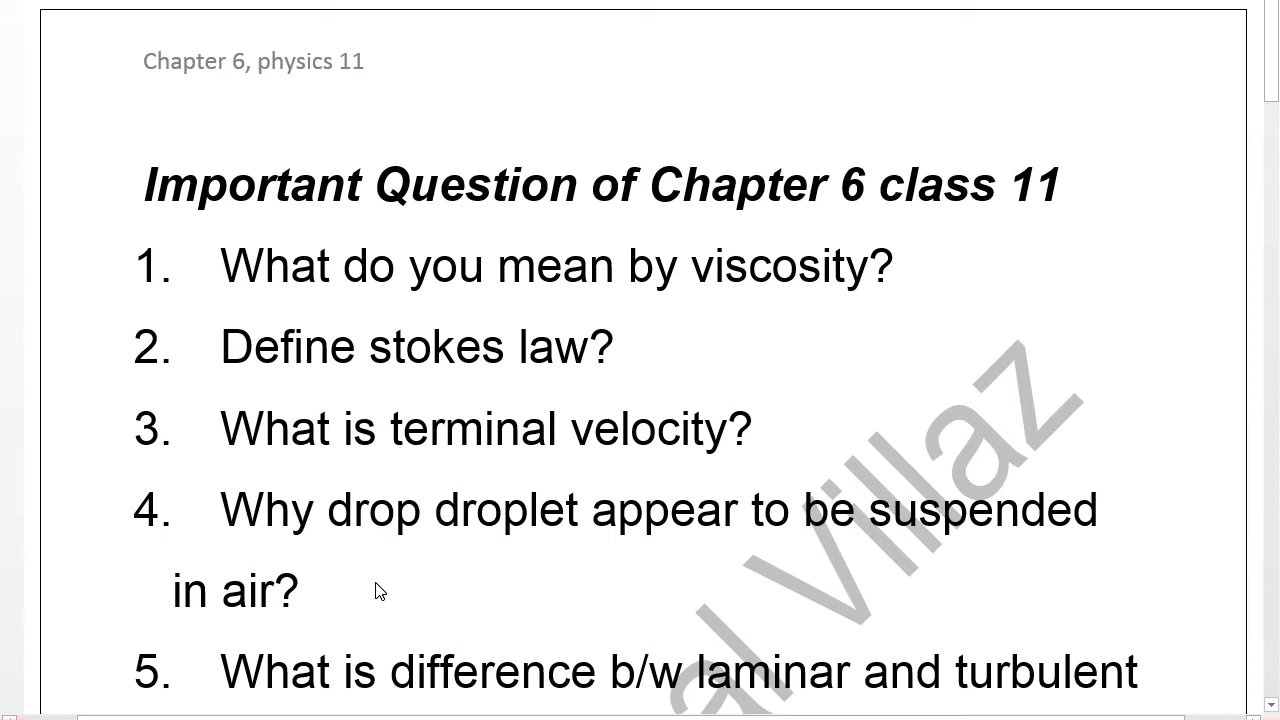 Chapter 6, physics 11
Important Question of Chapter 6 class 11
1. What do you mean by viscosity?
2. Define stokes law?
3. What is terminal velocity?
4. Why drop droplet appear to be suspended
in air?
5. What is difference b/w laminar and turbulent
al Villaz